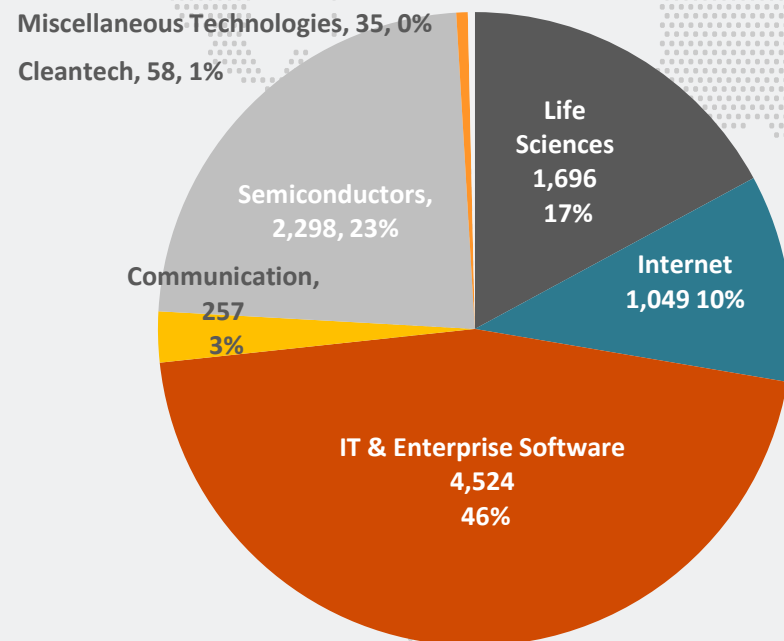 Miscellaneous Technologies, 35, 0%
Cleantech, 58, 1%
Life
Sciences
1,696
17%
Semiconductors,
2,298, 23%
Internet
1,049 10%
Communication,
257
3%
IT & Enterprise Software
4,524
46%